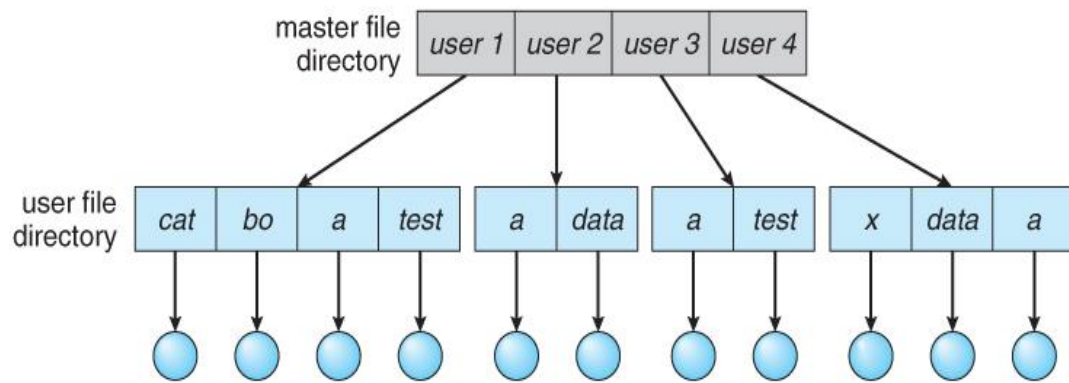 master file
directory
user 1 user 2 user 3 user 4
user file
directory
cat bo a test a data a test x data a